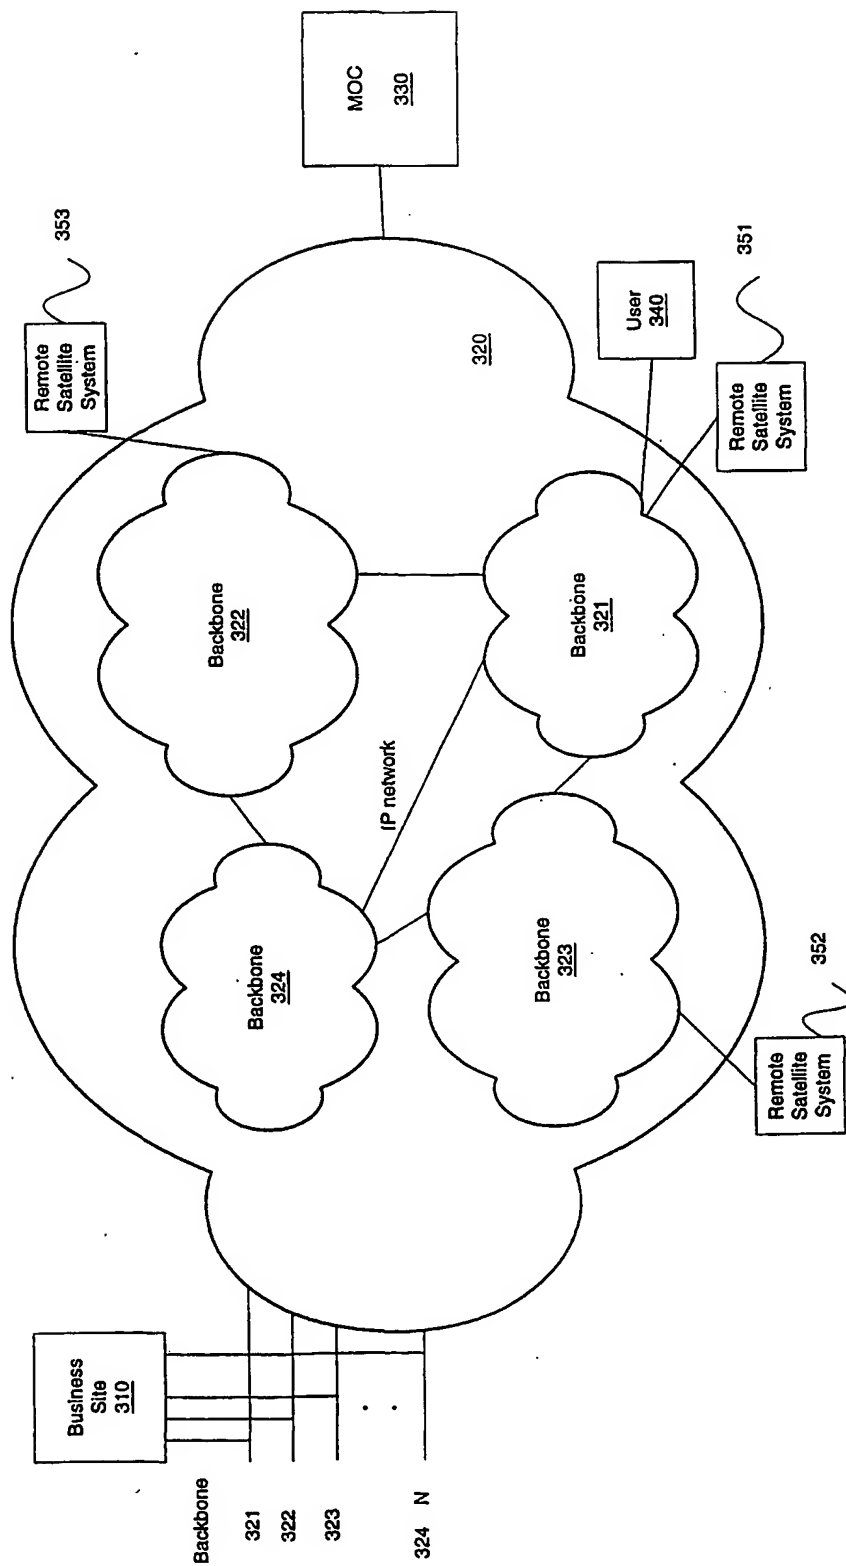 Business
Site
310
Backbone
321
322
323
324 N
Backbone
324
Backbone
322
IP network
Backbone
323
Backbone
321
320
Remote
Satellite
System
353
MOC
330
User
340
Remote
Satellite
System
351
Remote
Satellite
System
352